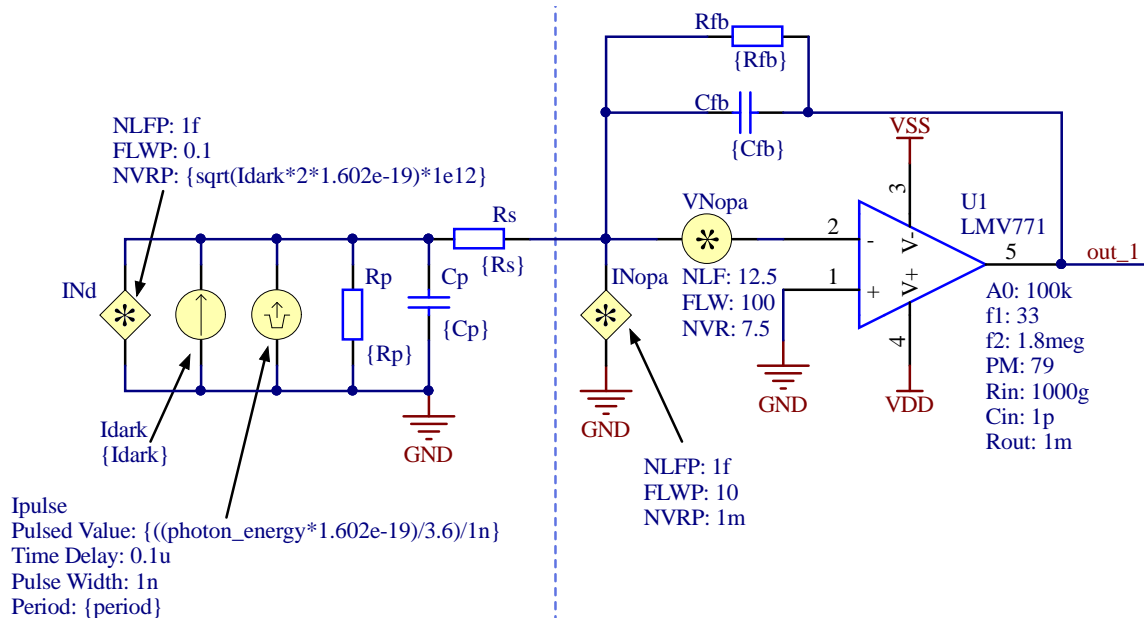 Rfb
{Rfb}
Cfb
{Cfb}
NLFP: 1f
FLWP: 0.1
NVRP: {sqrt(Idark*2*1.602e-19)*1e12}
VSS
3
U1
LMV771
VNopa
2
-
V-
5
out_1
Rs
{Rs}
INd
Rp
{Rp}
Cp
{Cp}
INopa
NLF: 12.5
FLW: 100
NVR: 7.5
1
+
V+
4
A0: 100k
f1: 33
f2: 1.8meg
PM: 79
Rin: 1000g
Cin: 1p
Rout: 1m
GND
VDD
GND
GND
Idark
{Idark}
NLFP: 1f
FLWP: 10
NVRP: 1m
Ipulse
Pulsed Value: {((photon_energy*1.602e-19)/3.6)/1n}
Time Delay: 0.1u
Pulse Width: 1n
Period: {period}